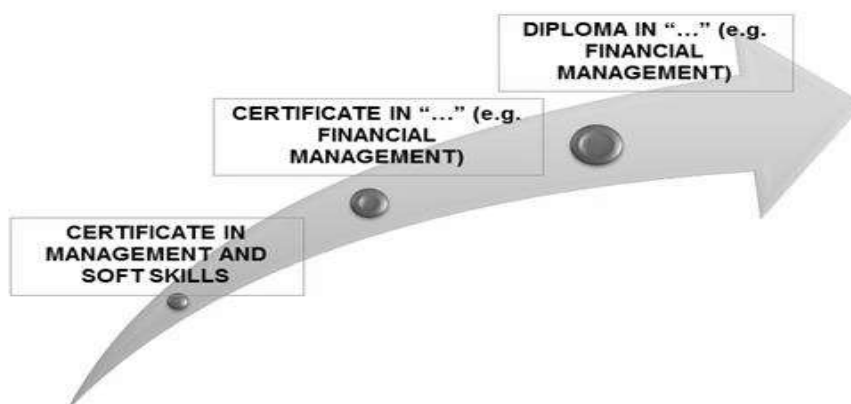 DIPLOMA IN “...” (e.g.
FINANCIAL
MANAGEMENT)
CERTIFICATE IN “...” (e.g.
FINANCIAL
MANAGEMENT)
CERTIFICATE IN
MANAGEMENT AND
SOFT SKILLS